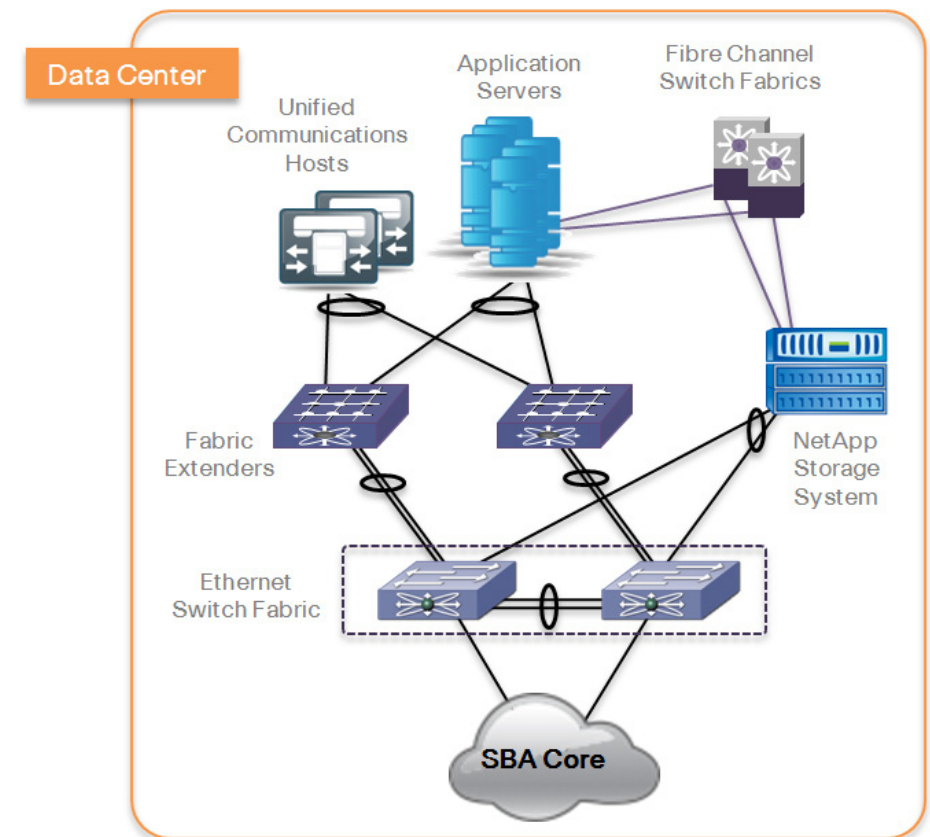 Data Center
Unified
Communications
Hosts
Application
Servers
Fibre Channel
Switch Fabrics
Fabric
Extenders
NetApp
Storage
System
Ethernet
Switch Fabric
SBA Core